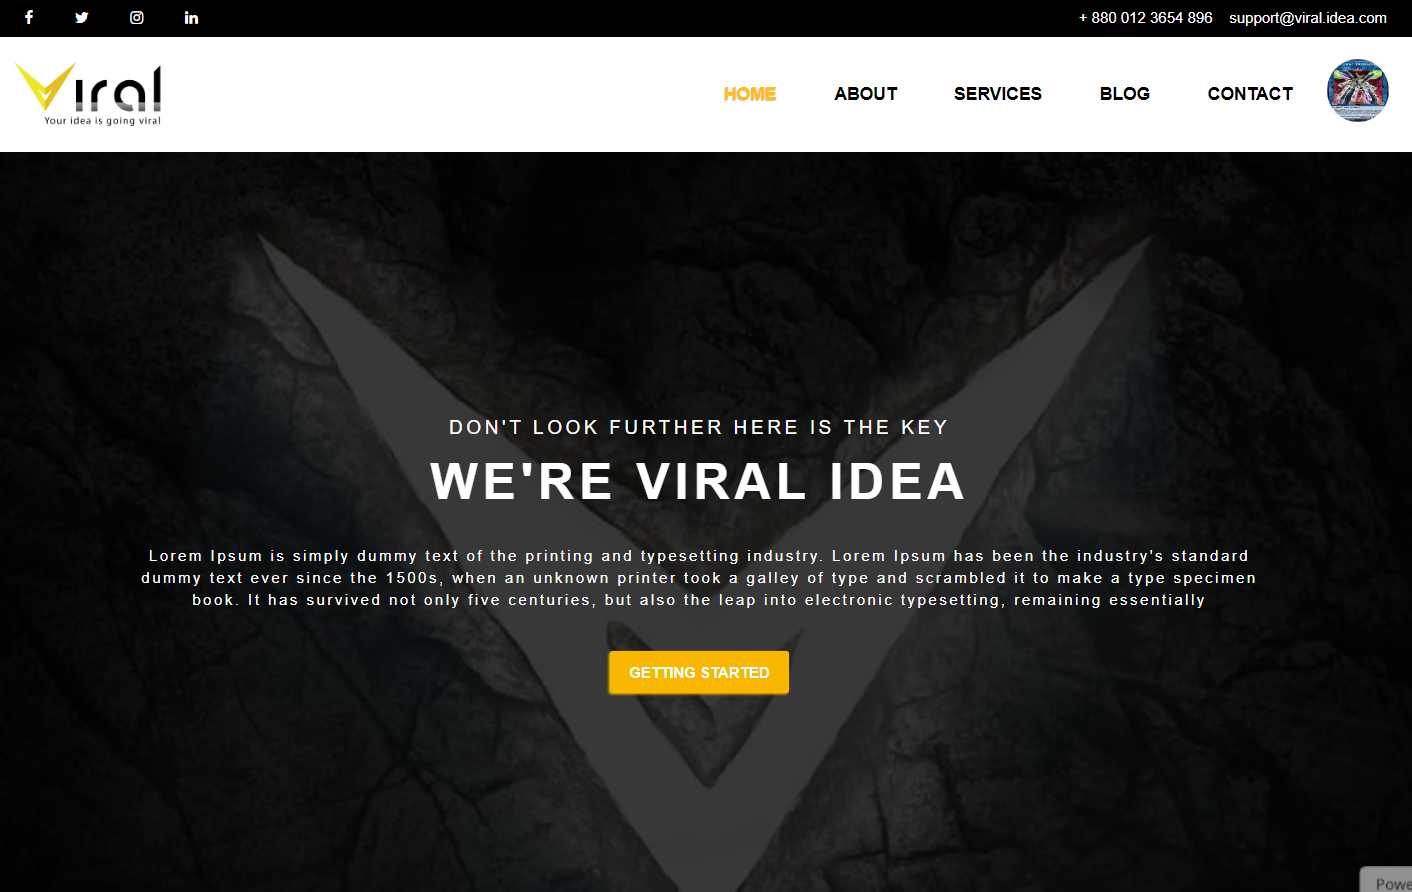 + 880 012 3654 896 support@viral.idea.com
Viral
Your idea is going viral
HOME ABOUT SERVICES BLOG CONTACT
DON'T LOOK FURTHER HERE IS THE KEY
WE'RE VIRAL IDEA
Lorem Ipsum is simply dummy text of the printing and typesetting industry. Lorem Ipsum has been the industry's standard
dummy text ever since the 1500s, when an unknown printer took a galley of type and scrambled it to make a type specimen
book. It has survived not only five centuries, but also the leap into electronic typesetting, remaining essentially
GETTING STARTED
Powe